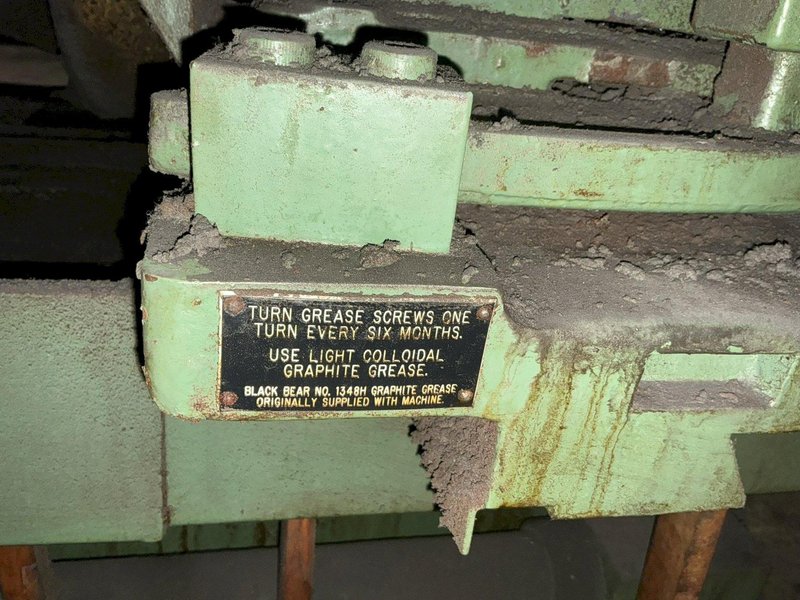 TURN GREASE SCREWS ONE
TURN EVERY SIX MONTHS.
USE LIGHT COLLOIDAL
GRAPHITE GREASE.
BLACK BEAR NO. 1348H GRAPHITE GREASE
ORIGINALLY SUPPLIED WITH MACHINE.